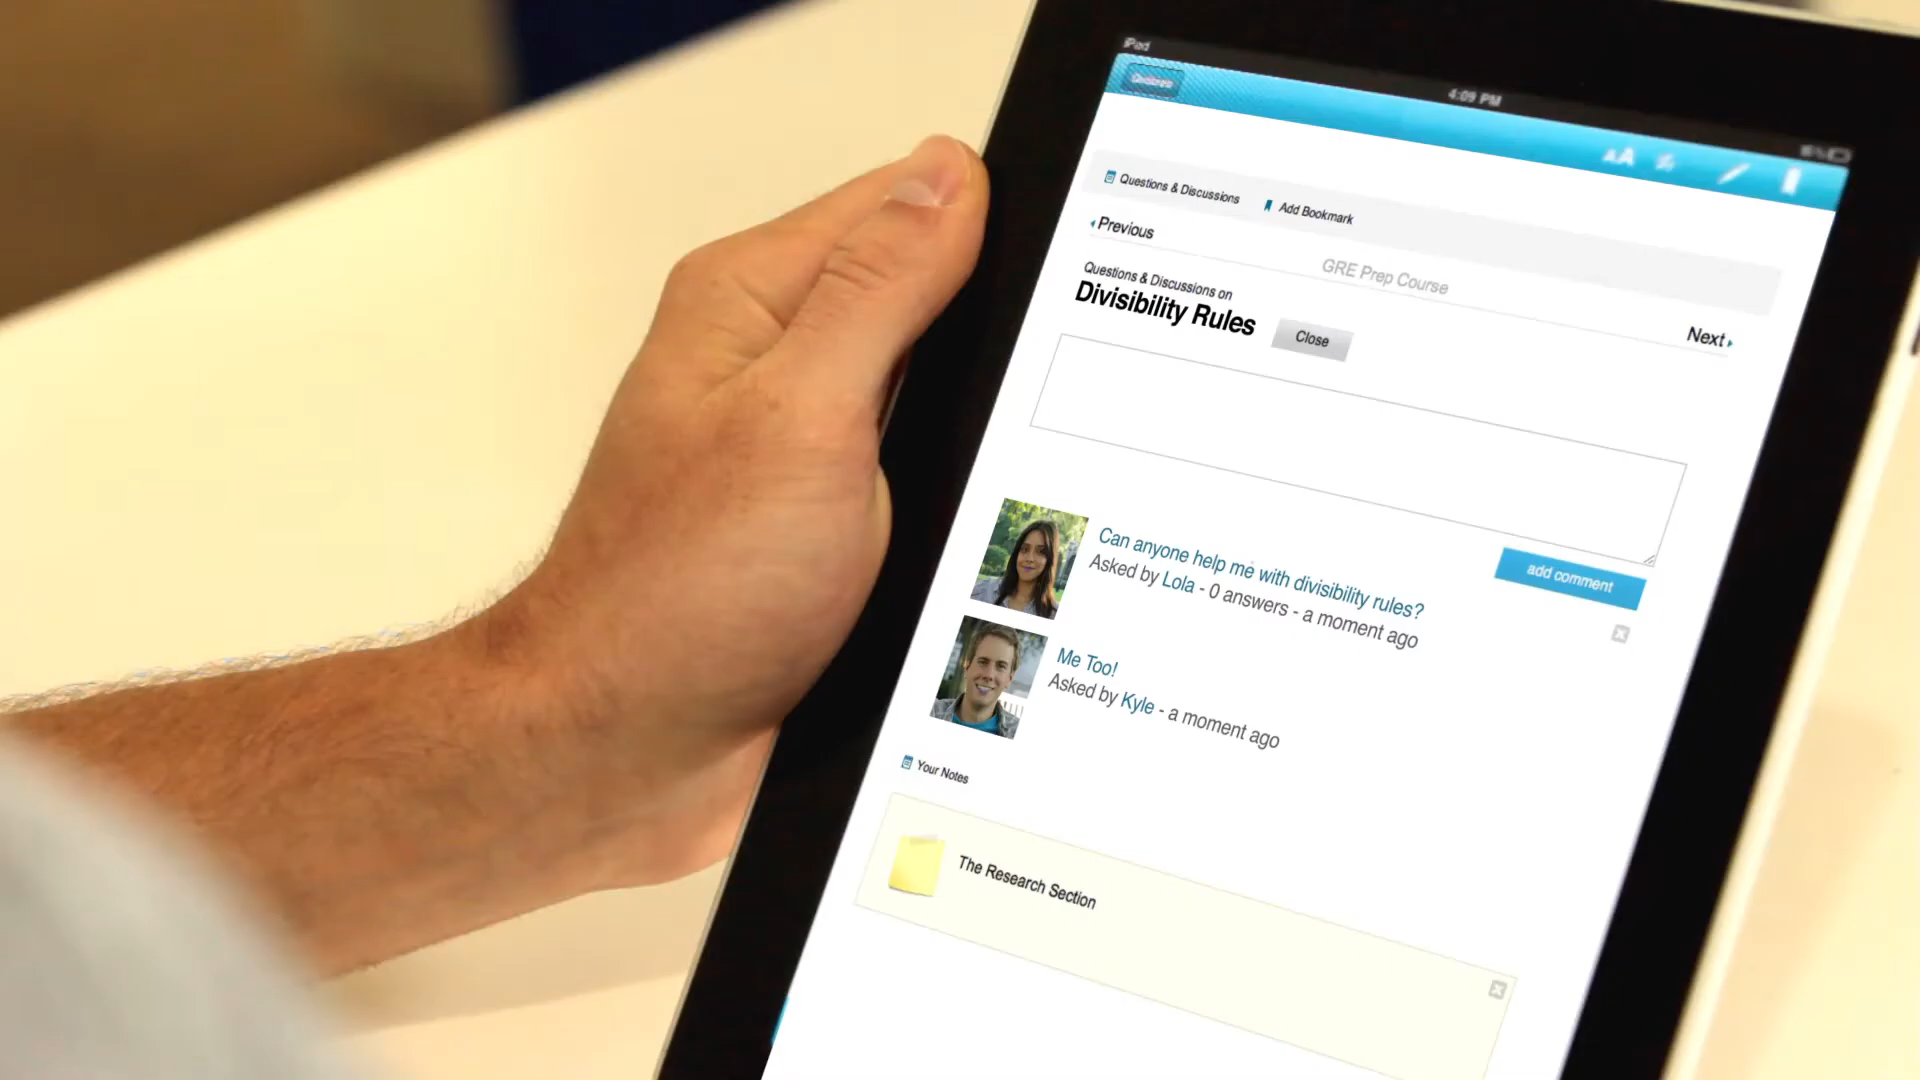 iPad
4:09 PM
AA
Questions & Discussions
Add Bookmark
Previous
GRE Prep Course
Next
Questions & Discussions on
Divisibility Rules
Close
add comment
Can anyone help me with divisibility rules?
Asked by Lola - 0 answers - a moment ago
Me Too!
Asked by Kyle - a moment ago
Your Notes
The Research Section